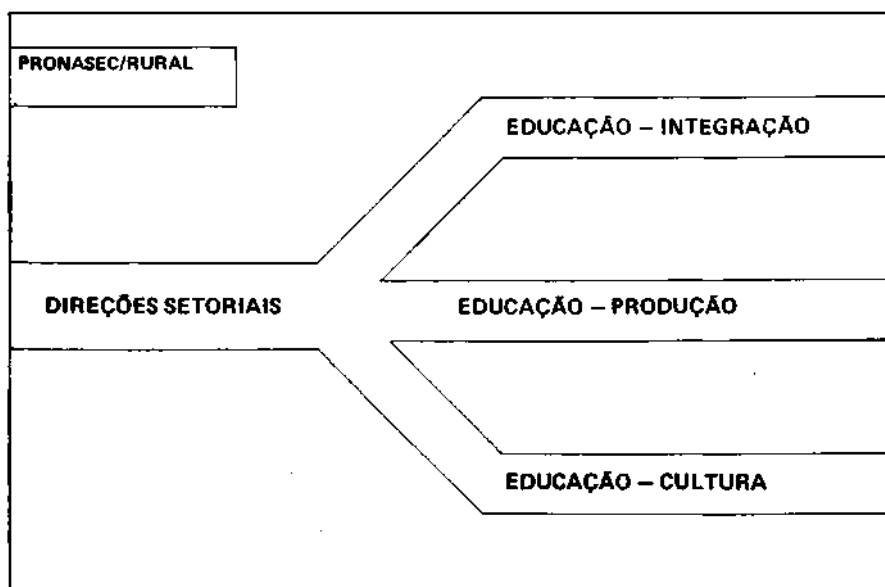 PRONASEC/RURAL
EDUCAÇÃO – INTEGRAÇÃO
DIREÇÕES SETORIAIS
EDUCAÇÃO – PRODUÇÃO
EDUCAÇÃO – CULTURA